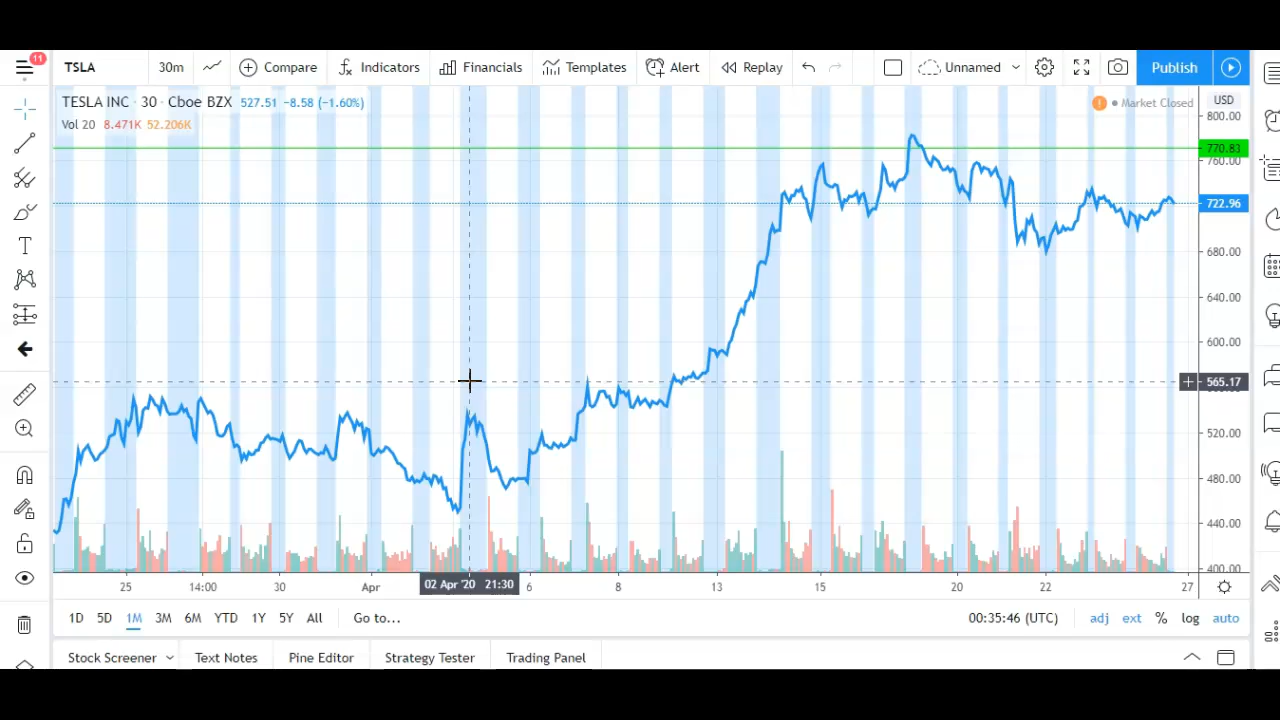 11 TSLA 30m Compare Indicators Financials Templates Alert Replay Unnamed Publish
TESLA INC · 30 · Cboe BZX 527.51 −8.58 (−1.60%) Market Closed USD
Vol 20 8.471K 52.206K
800.00
770.83
760.00
722.96
680.00
640.00
600.00
565.17
520.00
480.00
440.00
400.00
25 14:00 30 Apr 02 Apr '20 21:30 6 8 13 15 20 22 27
1D 5D 1M 3M 6M YTD 1Y 5Y All Go to... 00:35:46 (UTC) adj ext % log auto
Stock Screener Text Notes Pine Editor Strategy Tester Trading Panel